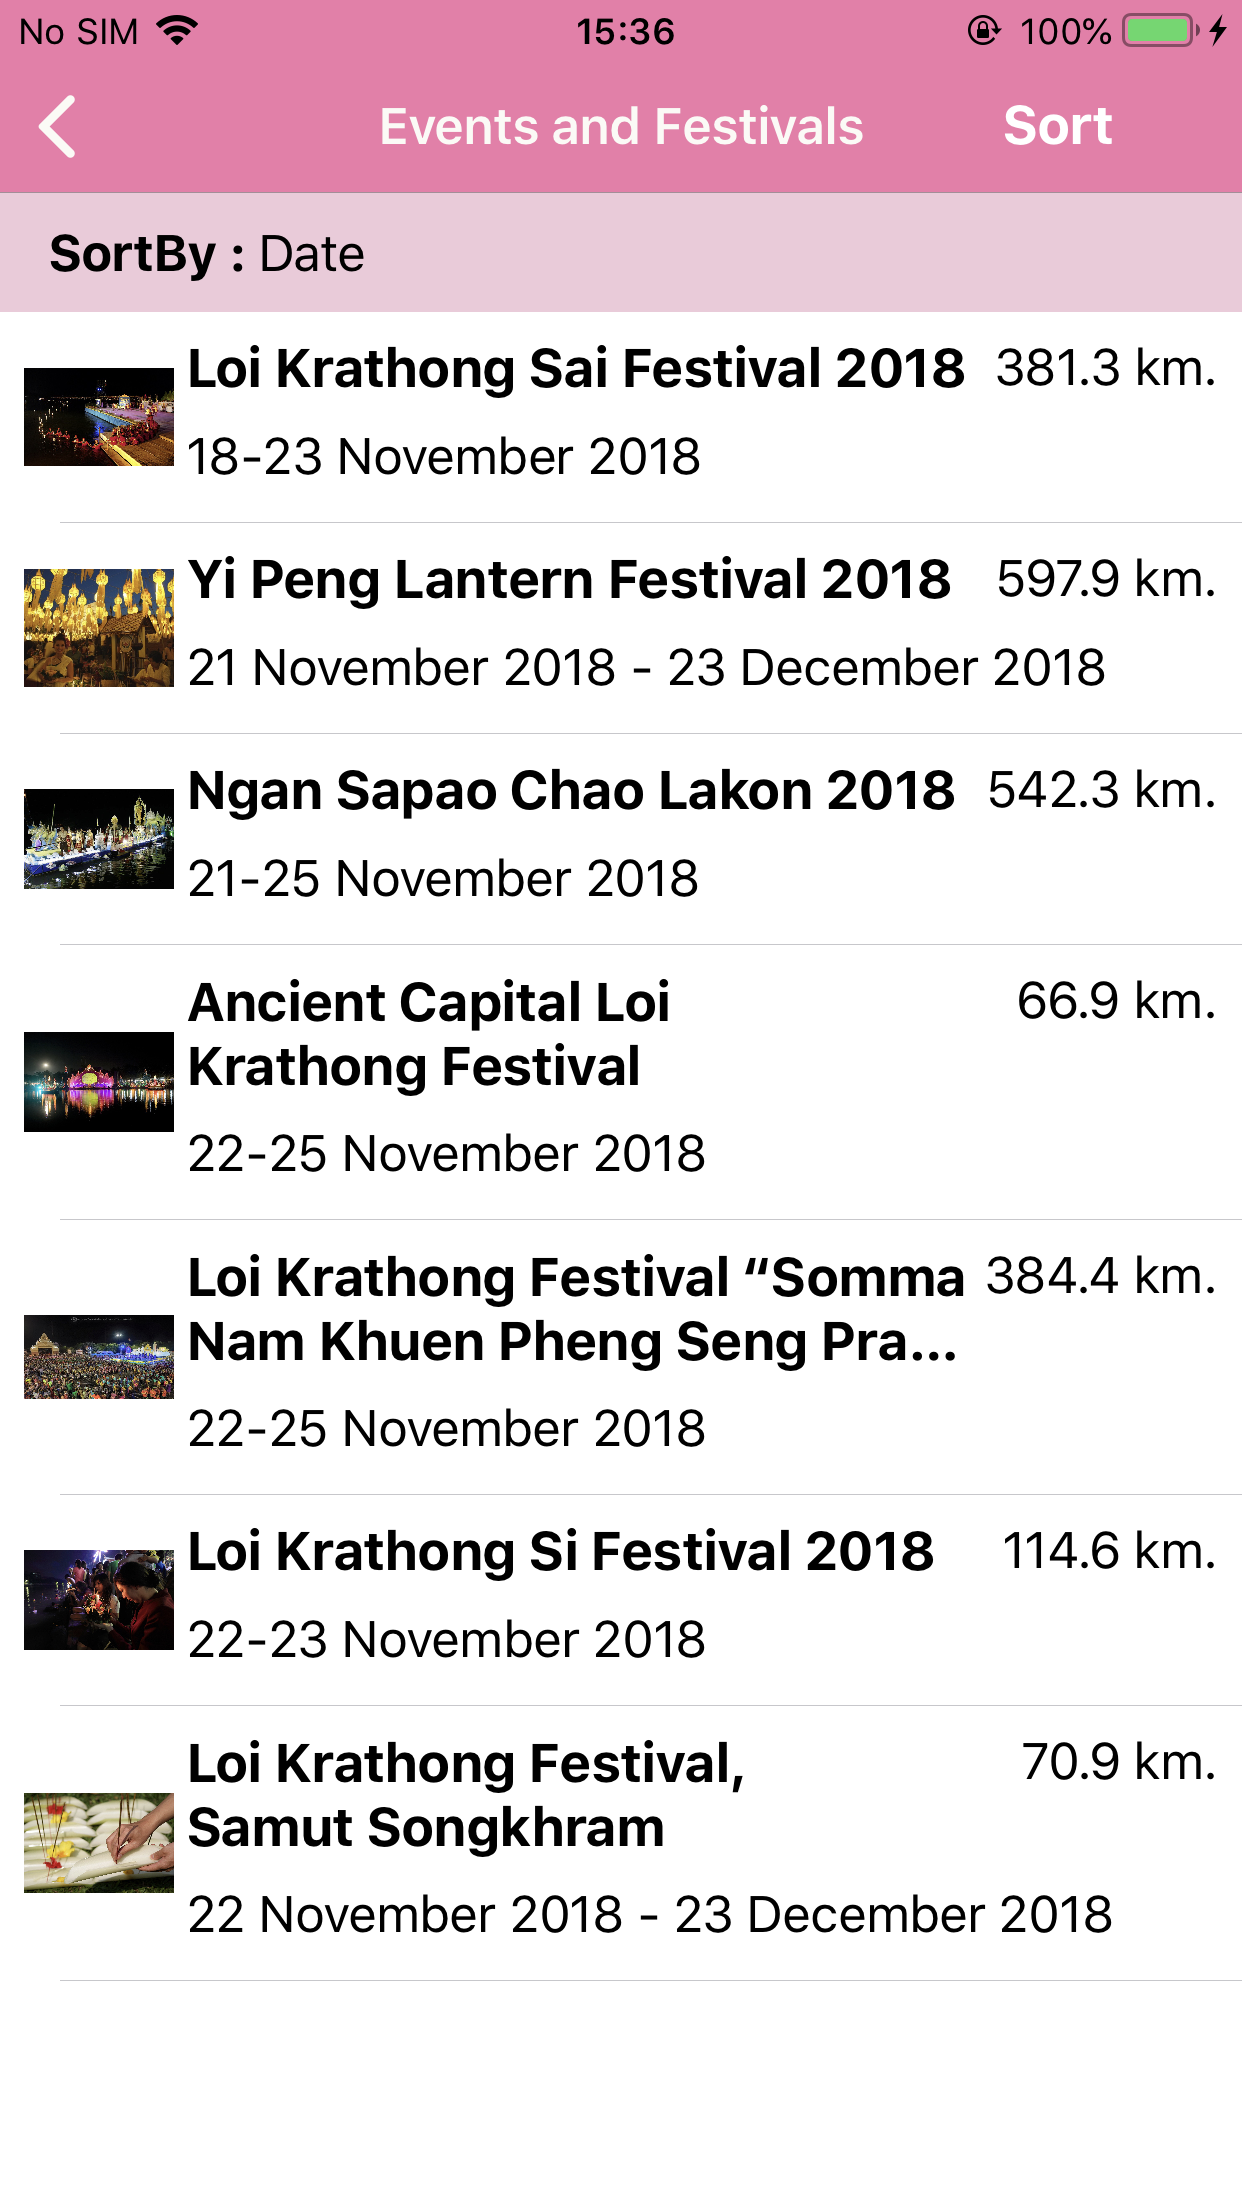 No SIM 15:36 100%
Events and Festivals Sort
SortBy : Date
Loi Krathong Sai Festival 2018 381.3 km.
18-23 November 2018
Yi Peng Lantern Festival 2018 597.9 km.
21 November 2018 - 23 December 2018
Ngan Sapao Chao Lakon 2018 542.3 km.
21-25 November 2018
Ancient Capital Loi 66.9 km.
Krathong Festival
22-25 November 2018
Loi Krathong Festival “Somma 384.4 km.
Nam Khuen Pheng Seng Pra...
22-25 November 2018
Loi Krathong Si Festival 2018 114.6 km.
22-23 November 2018
Loi Krathong Festival, 70.9 km.
Samut Songkhram
22 November 2018 - 23 December 2018